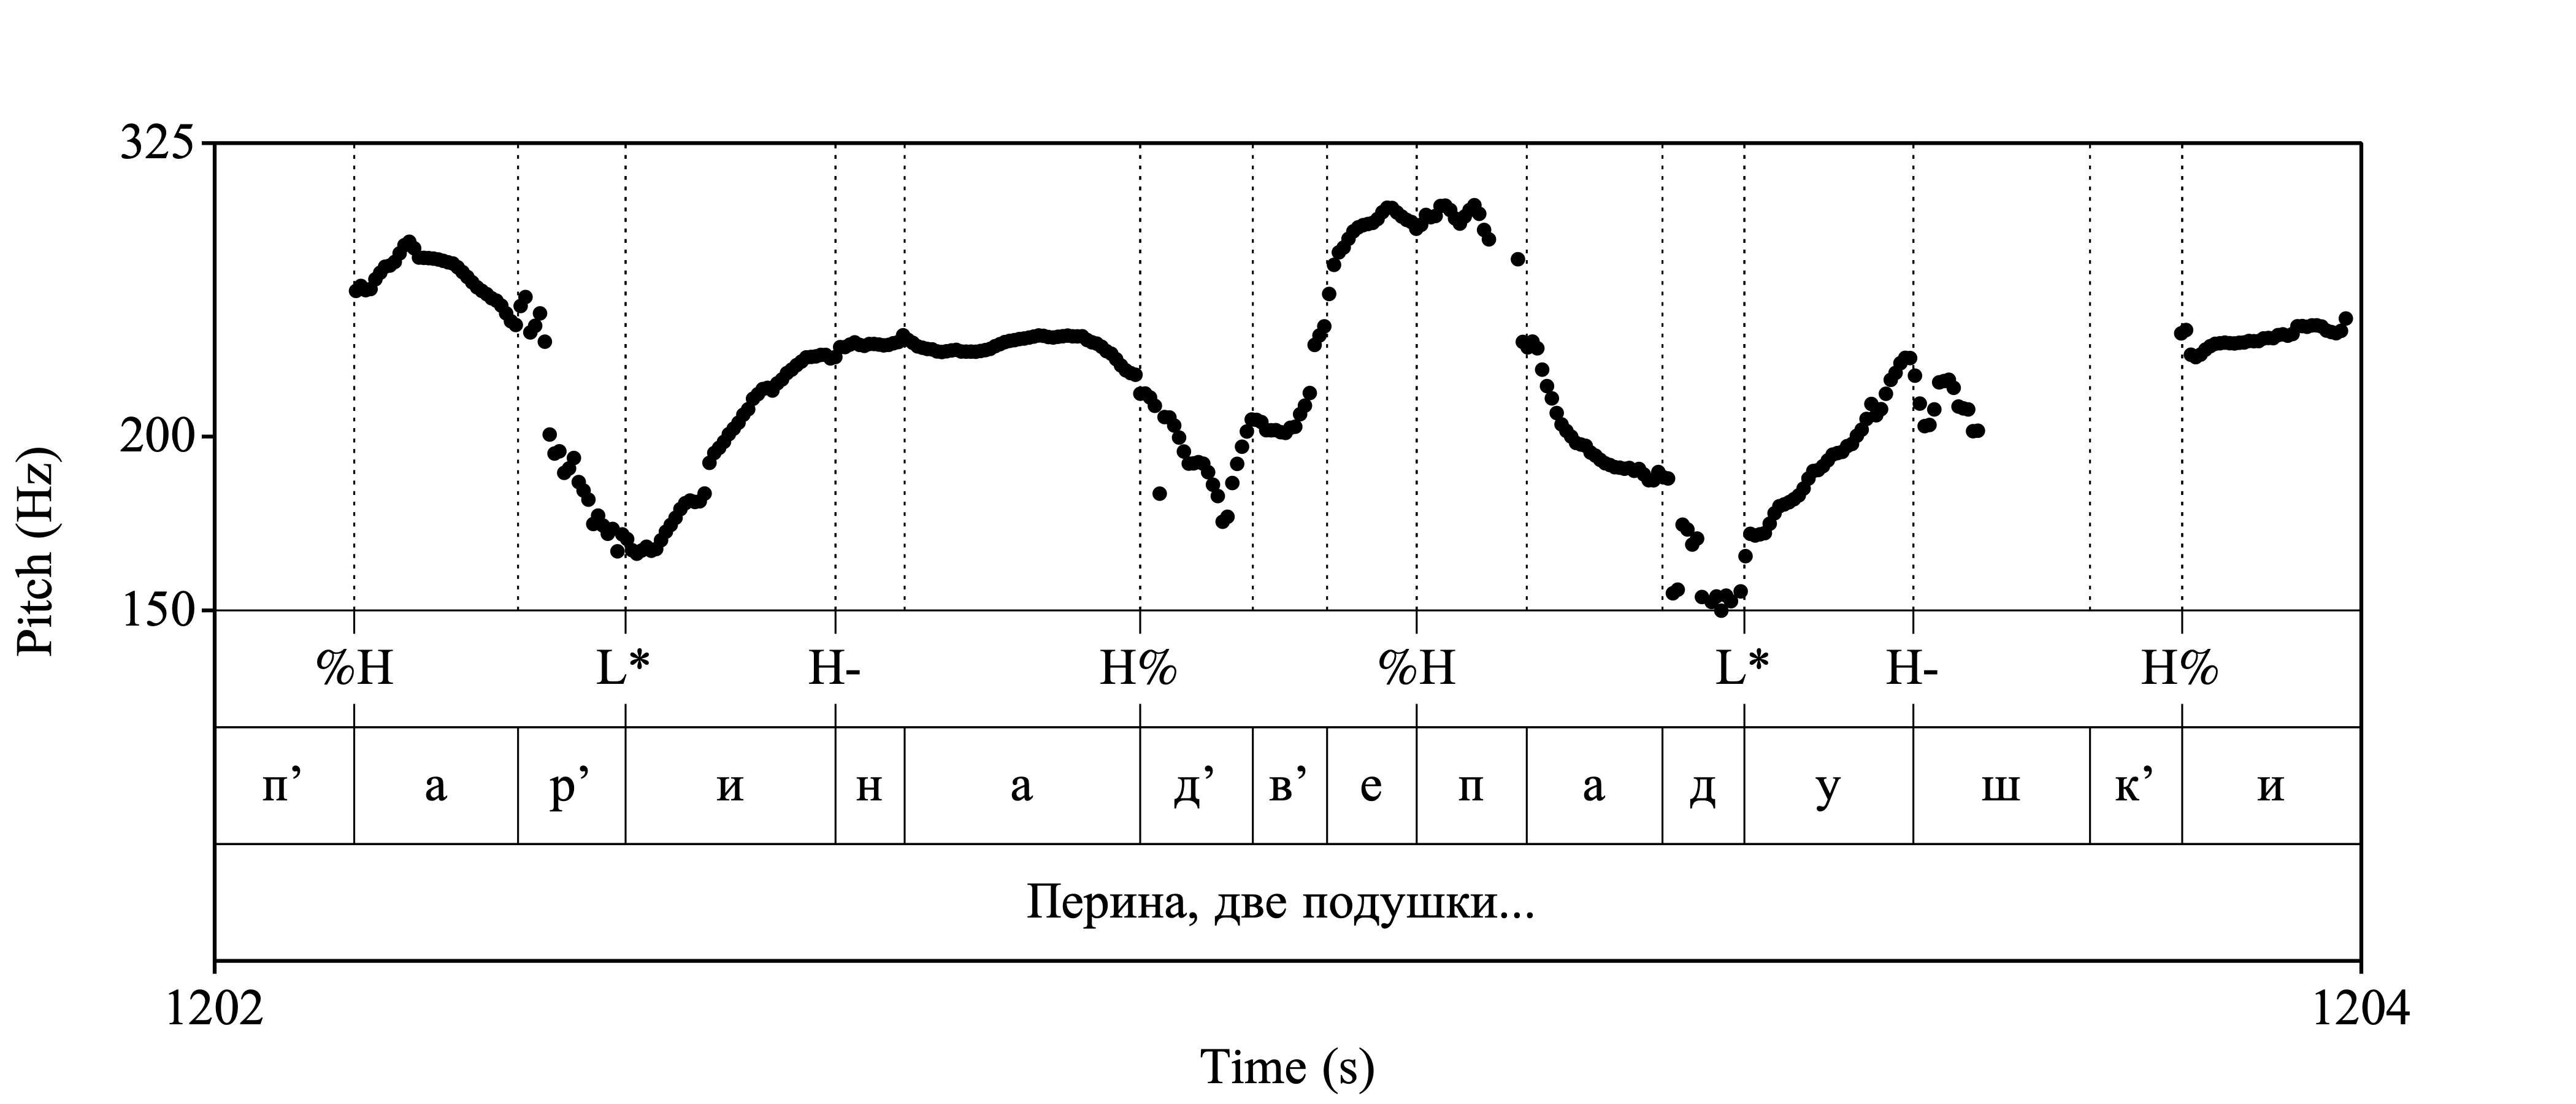 325
200
150
Pitch (Hz)
%H L* H- H% %H L* H- H%
п’ а р’ и н а д’ в’ е п а д у ш к’ и
Перина, две подушки...
1202 1204
Time (s)